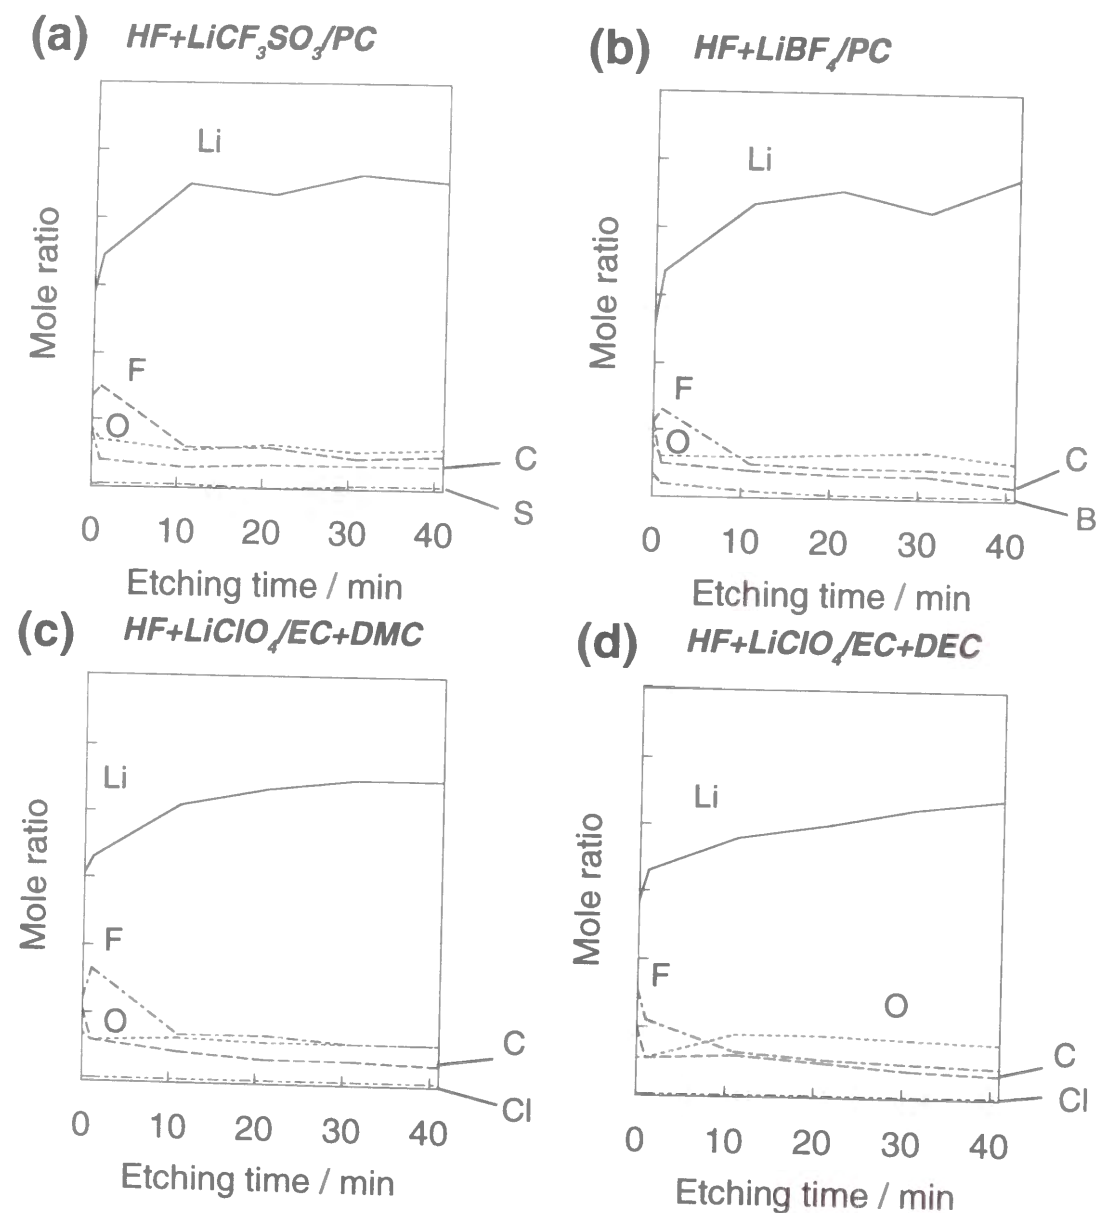 (a) HF+LiCF3SO3/PC
Mole ratio
Li
F
O
C
S
0 10 20 30 40
Etching time / min
(b) HF+LiBF4/PC
Mole ratio
Li
F
O
C
B
0 10 20 30 40
Etching time / min
(c) HF+LiClO4/EC+DMC
Mole ratio
Li
F
O
C
Cl
0 10 20 30 40
Etching time / min
(d) HF+LiClO4/EC+DEC
Mole ratio
Li
F
O
C
Cl
0 10 20 30 40
Etching time / min